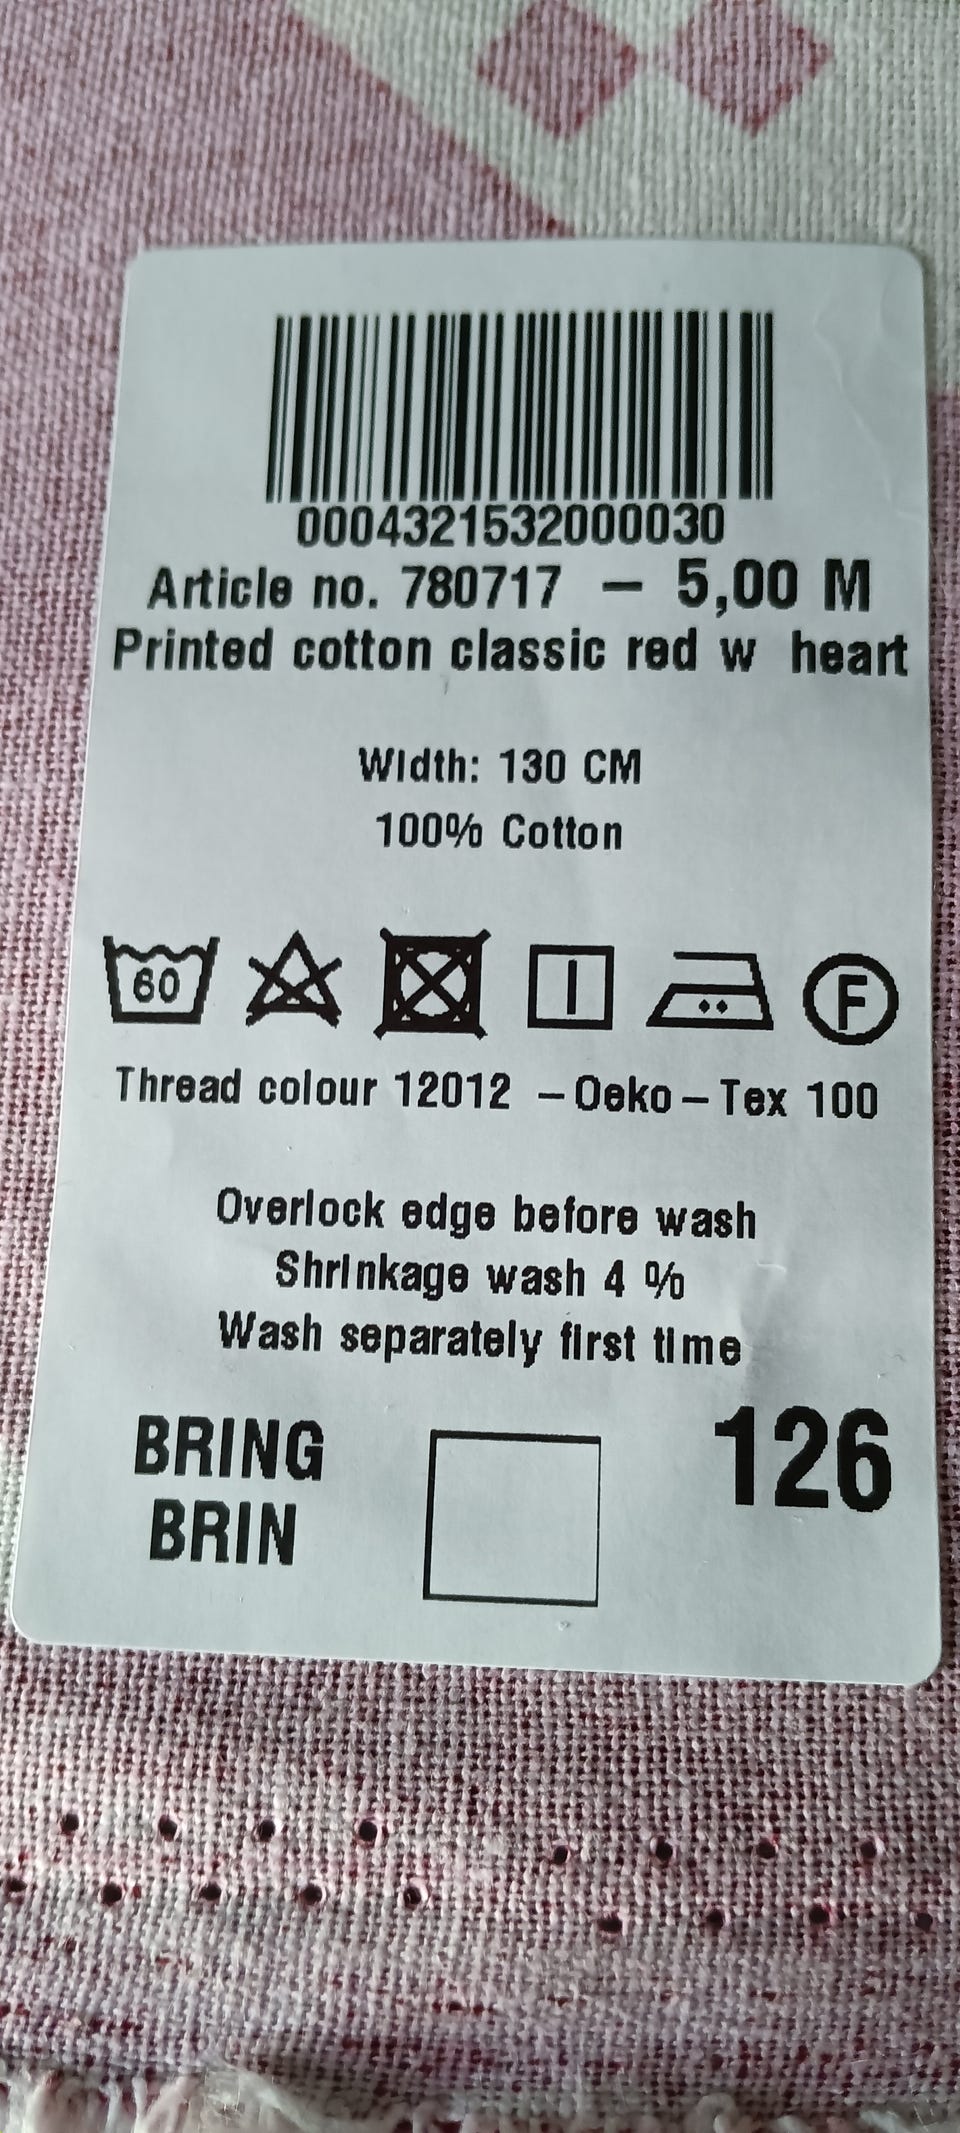 0004321532000030
Article no. 780717 – 5,00 M
Printed cotton classic red w heart
Width: 130 CM
100% Cotton
60 F
Thread colour 12012 – Oeko – Tex 100
Overlock edge before wash
Shrinkage wash 4 %
Wash separately first time
BRING 126
BRIN